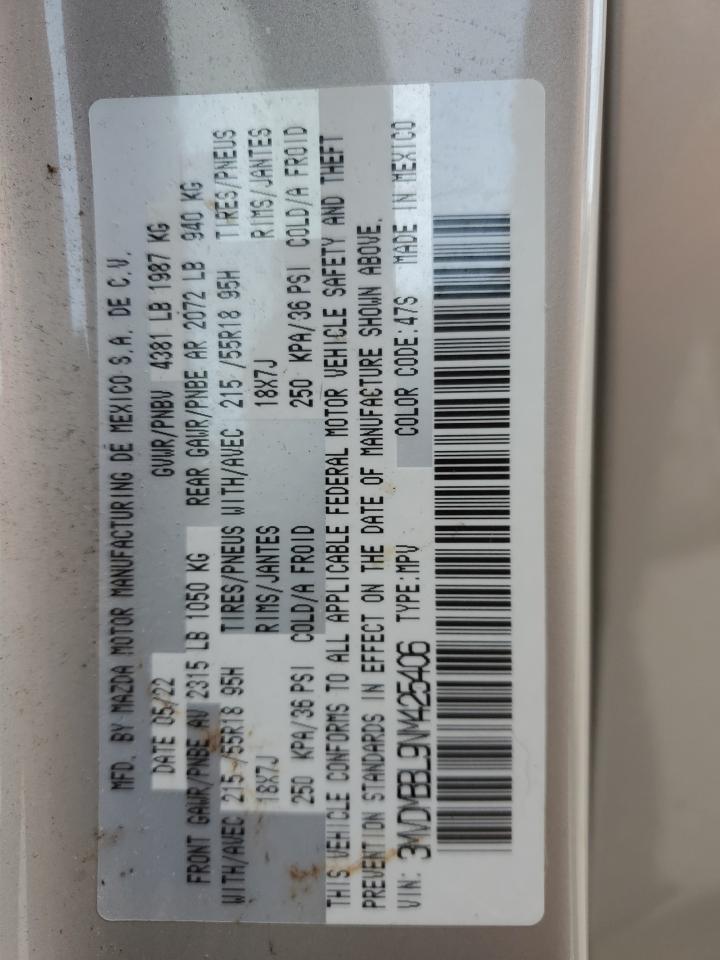 MFD. BY MAZDA MOTOR MANUFACTURING DE MEXICO S.A. DE C.V.
DATE 05/22 GVWR/PNBV 4381 LB 1987 KG
FRONT GAWR/PNBE AV 2315 LB 1050 KG REAR GAWR/PNBE AR 2072 LB 940 KG
WITH/AVEC 215 /55R18 95H TIRES/PNEUS WITH/AVEC 215 /55R18 95H TIRES/PNEUS
18X7J RIMS/JANTES 18X7J RIMS/JANTES
250 KPA/36 PSI COLD/A FROID 250 KPA/36 PSI COLD/A FROID
THIS VEHICLE CONFORMS TO ALL APPLICABLE FEDERAL MOTOR VEHICLE SAFETY AND THEFT
PREVENTION STANDARDS IN EFFECT ON THE DATE OF MANUFACTURE SHOWN ABOVE.
VIN: 3MVDMBBL9NM425406 TYPE:MPV COLOR CODE:47S MADE IN MEXICO